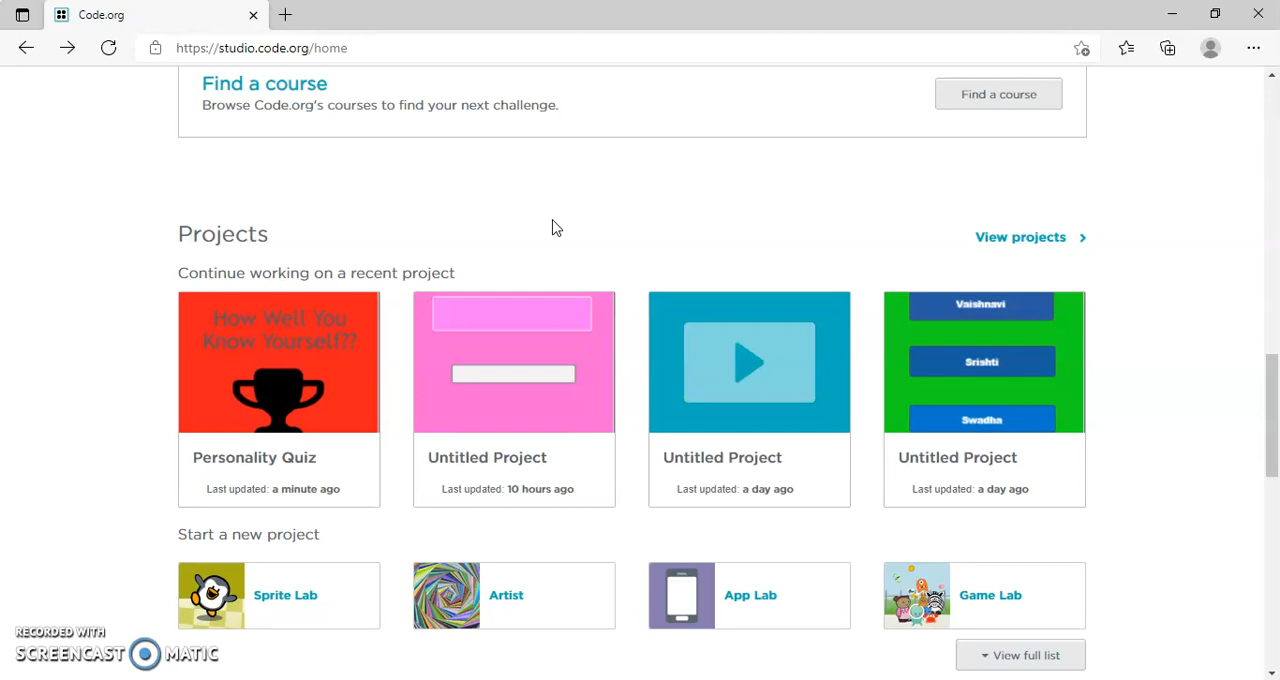 Code.org
https://studio.code.org/home
Find a course
Browse Code.org's courses to find your next challenge.
Find a course
Projects
View projects
Continue working on a recent project
How Well You
Know Yourself??
Vaishnavi
Srishti
Swadha
Personality Quiz
Last updated: a minute ago
Untitled Project
Last updated: 10 hours ago
Untitled Project
Last updated: a day ago
Untitled Project
Last updated: a day ago
Start a new project
Sprite Lab
Artist
App Lab
Game Lab
View full list
RECORDED WITH
SCREENCAST MATIC